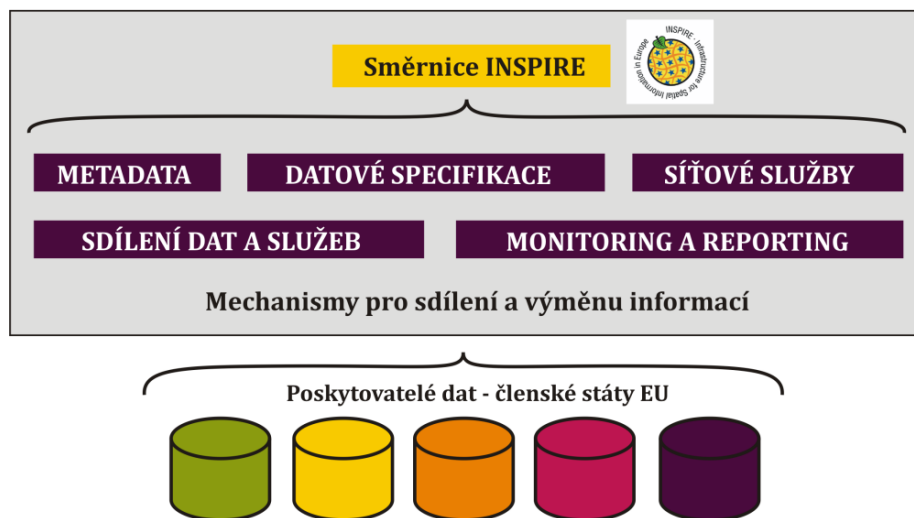 Směrnice INSPIRE
INSPIRE - Infrastructure for Spatial Information in Europe
METADATA
DATOVÉ SPECIFIKACE
SÍŤOVÉ SLUŽBY
SDÍLENÍ DAT A SLUŽEB
MONITORING A REPORTING
Mechanismy pro sdílení a výměnu informací
Poskytovatelé dat - členské státy EU